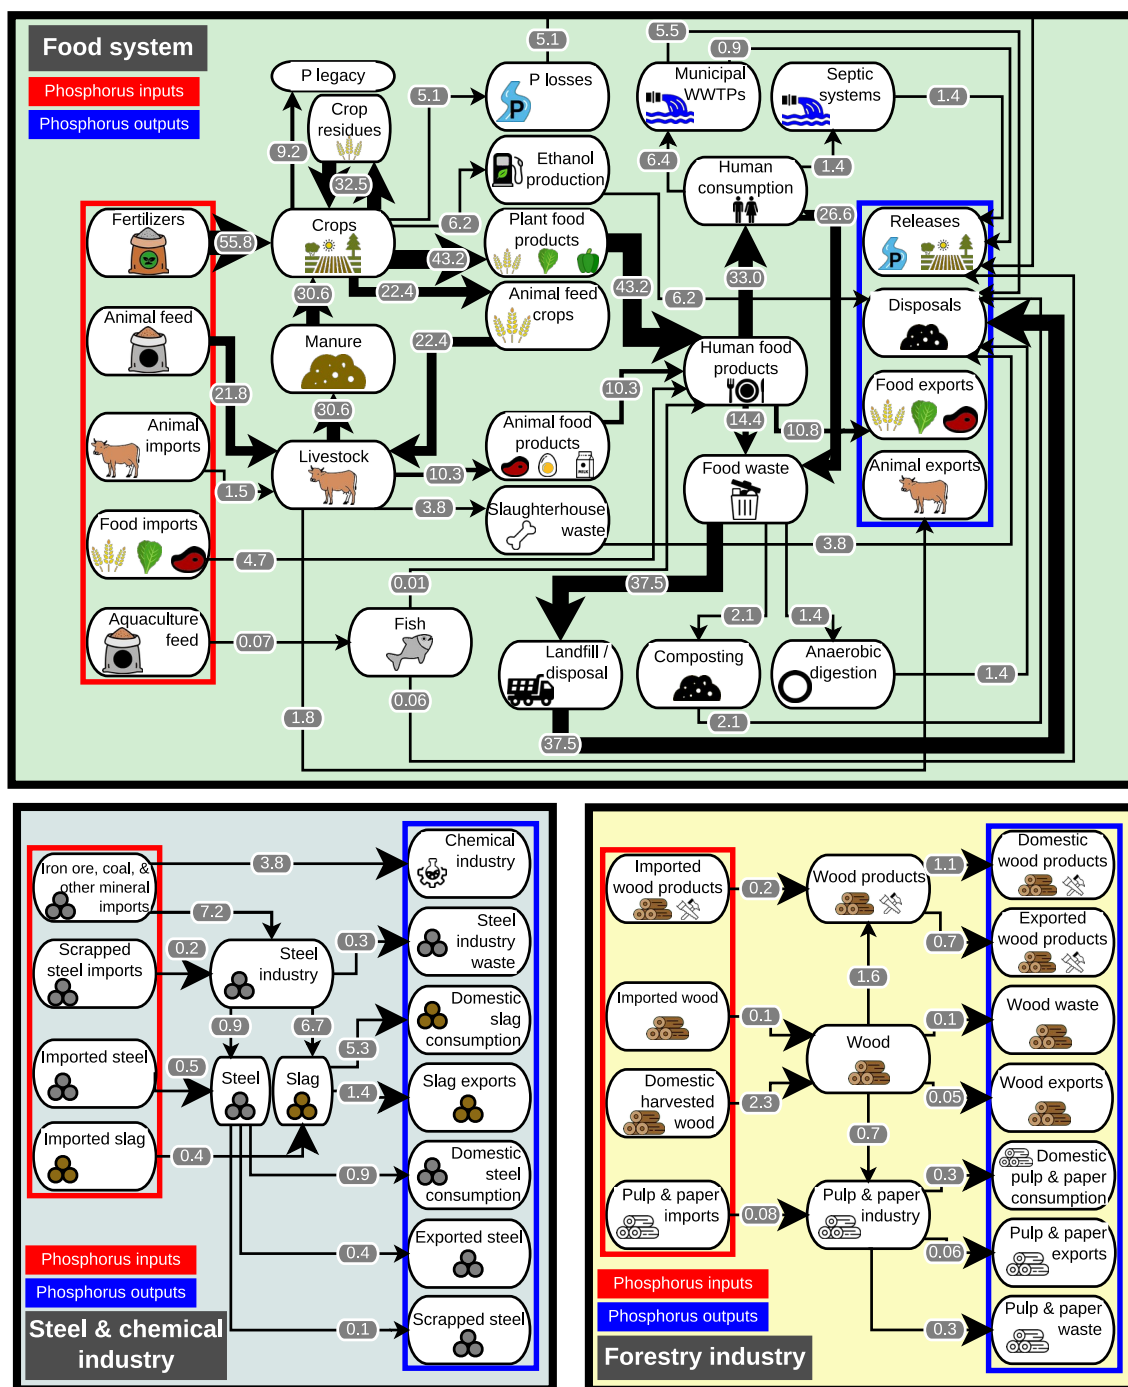 Food system
Phosphorus inputs
Phosphorus outputs
P legacy
Crop
residues
9.2
32.5
5.1
5.1
P losses
P
Ethanol
production
6.2
5.5
0.9
Municipal
WWTPs
Septic
systems
1.4
6.4
1.4
Human
consumption
26.6
Fertilizers
55.8
Crops
43.2
Plant food
products
43.2
33.0
Releases
P
22.4
Animal feed
crops
6.2
Disposals
30.6
Animal feed
Manure
22.4
Human food
products
21.8
30.6
10.3
14.4
10.8
Food exports
Animal
imports
1.5
Livestock
10.3
Animal food
products
MILK
Food waste
Animal exports
3.8
Slaughterhouse
waste
3.8
Food imports
4.7
0.01
37.5
2.1
1.4
Aquaculture
feed
0.07
Fish
Landfill /
disposal
Composting
Anaerobic
digestion
1.4
0.06
1.8
2.1
37.5
Iron ore, coal, &
other mineral
imports
3.8
7.2
Chemical
industry
Scrapped
steel imports
0.2
Steel
industry
0.3
Steel
industry
waste
0.9
6.7
5.3
Domestic
slag
consumption
Imported steel
0.5
Steel
Slag
1.4
Slag exports
Imported slag
0.4
0.9
Domestic
steel
consumption
0.4
Exported steel
0.1
Scrapped steel
Phosphorus inputs
Phosphorus outputs
Steel & chemical
industry
Imported
wood products
0.2
Wood products
1.1
Domestic
wood products
0.7
Exported
wood products
1.6
Imported wood
0.1
Wood
0.1
Wood waste
Domestic
harvested
wood
2.3
0.05
Wood exports
0.7
Pulp & paper
imports
0.08
Pulp & paper
industry
0.3
Domestic
pulp & paper
consumption
0.06
Pulp & paper
exports
0.3
Pulp & paper
waste
Phosphorus inputs
Phosphorus outputs
Forestry industry